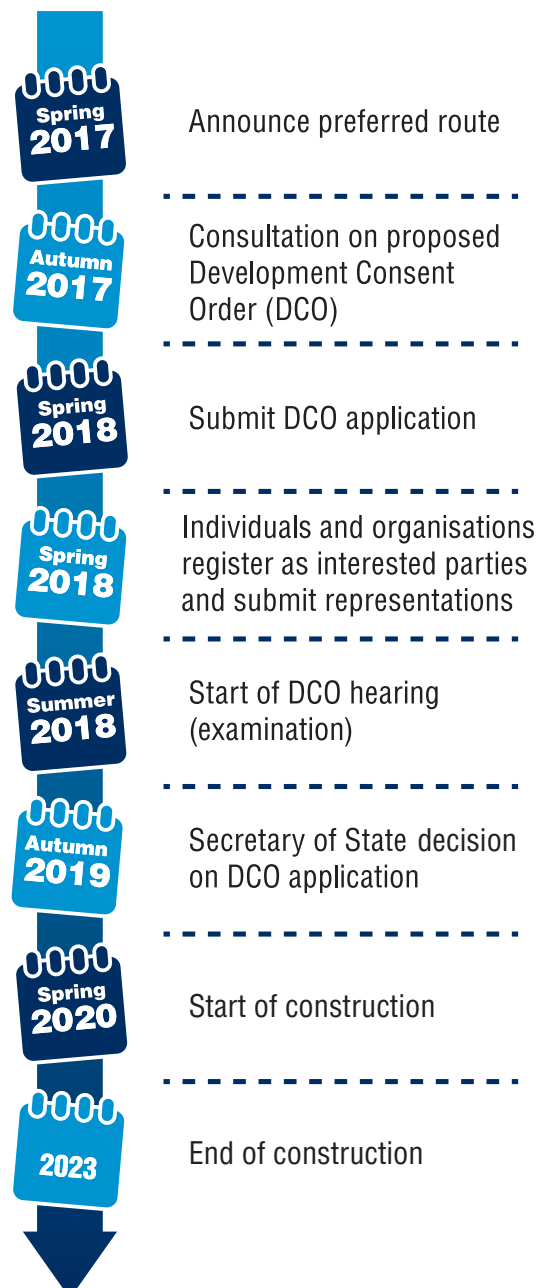 Spring
2017
Announce preferred route
Autumn
2017
Consultation on proposed
Development Consent
Order (DCO)
Spring
2018
Submit DCO application
Spring
2018
Individuals and organisations
register as interested parties
and submit representations
Summer
2018
Start of DCO hearing
(examination)
Autumn
2019
Secretary of State decision
on DCO application
Spring
2020
Start of construction
2023
End of construction